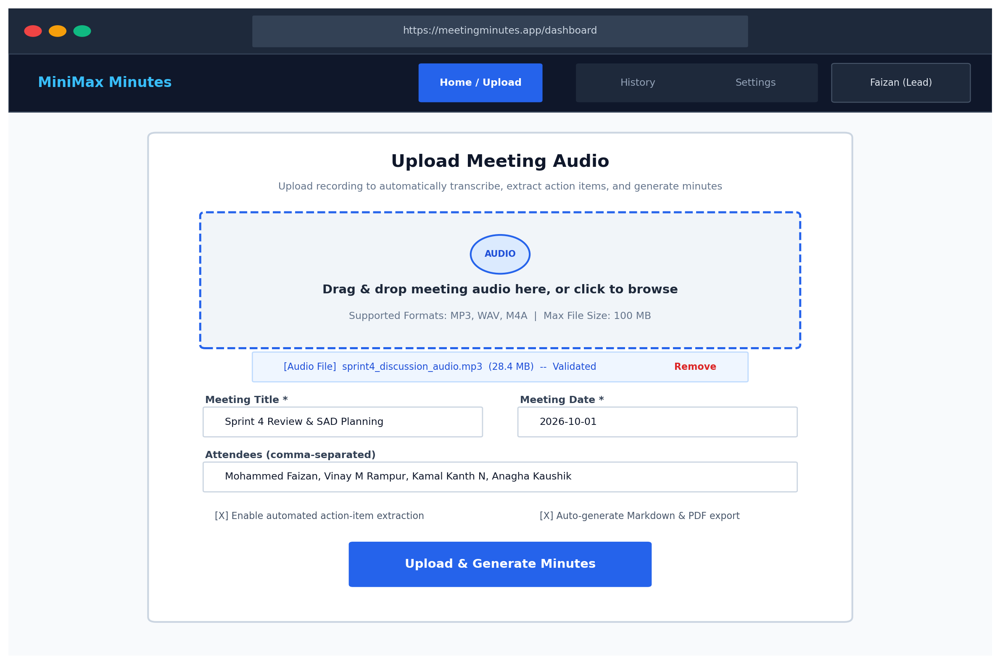 https://meetingminutes.app/dashboard
MiniMax Minutes
Home / Upload
History
Settings
Faizan (Lead)
Upload Meeting Audio
Upload recording to automatically transcribe, extract action items, and generate minutes
AUDIO
Drag & drop meeting audio here, or click to browse
Supported Formats: MP3, WAV, M4A | Max File Size: 100 MB
[Audio File] sprint4_discussion_audio.mp3 (28.4 MB) -- Validated
Remove
Meeting Title *
Meeting Date *
Sprint 4 Review & SAD Planning
2026-10-01
Attendees (comma-separated)
Mohammed Faizan, Vinay M Rampur, Kamal Kanth N, Anagha Kaushik
[X] Enable automated action-item extraction
[X] Auto-generate Markdown & PDF export
Upload & Generate Minutes